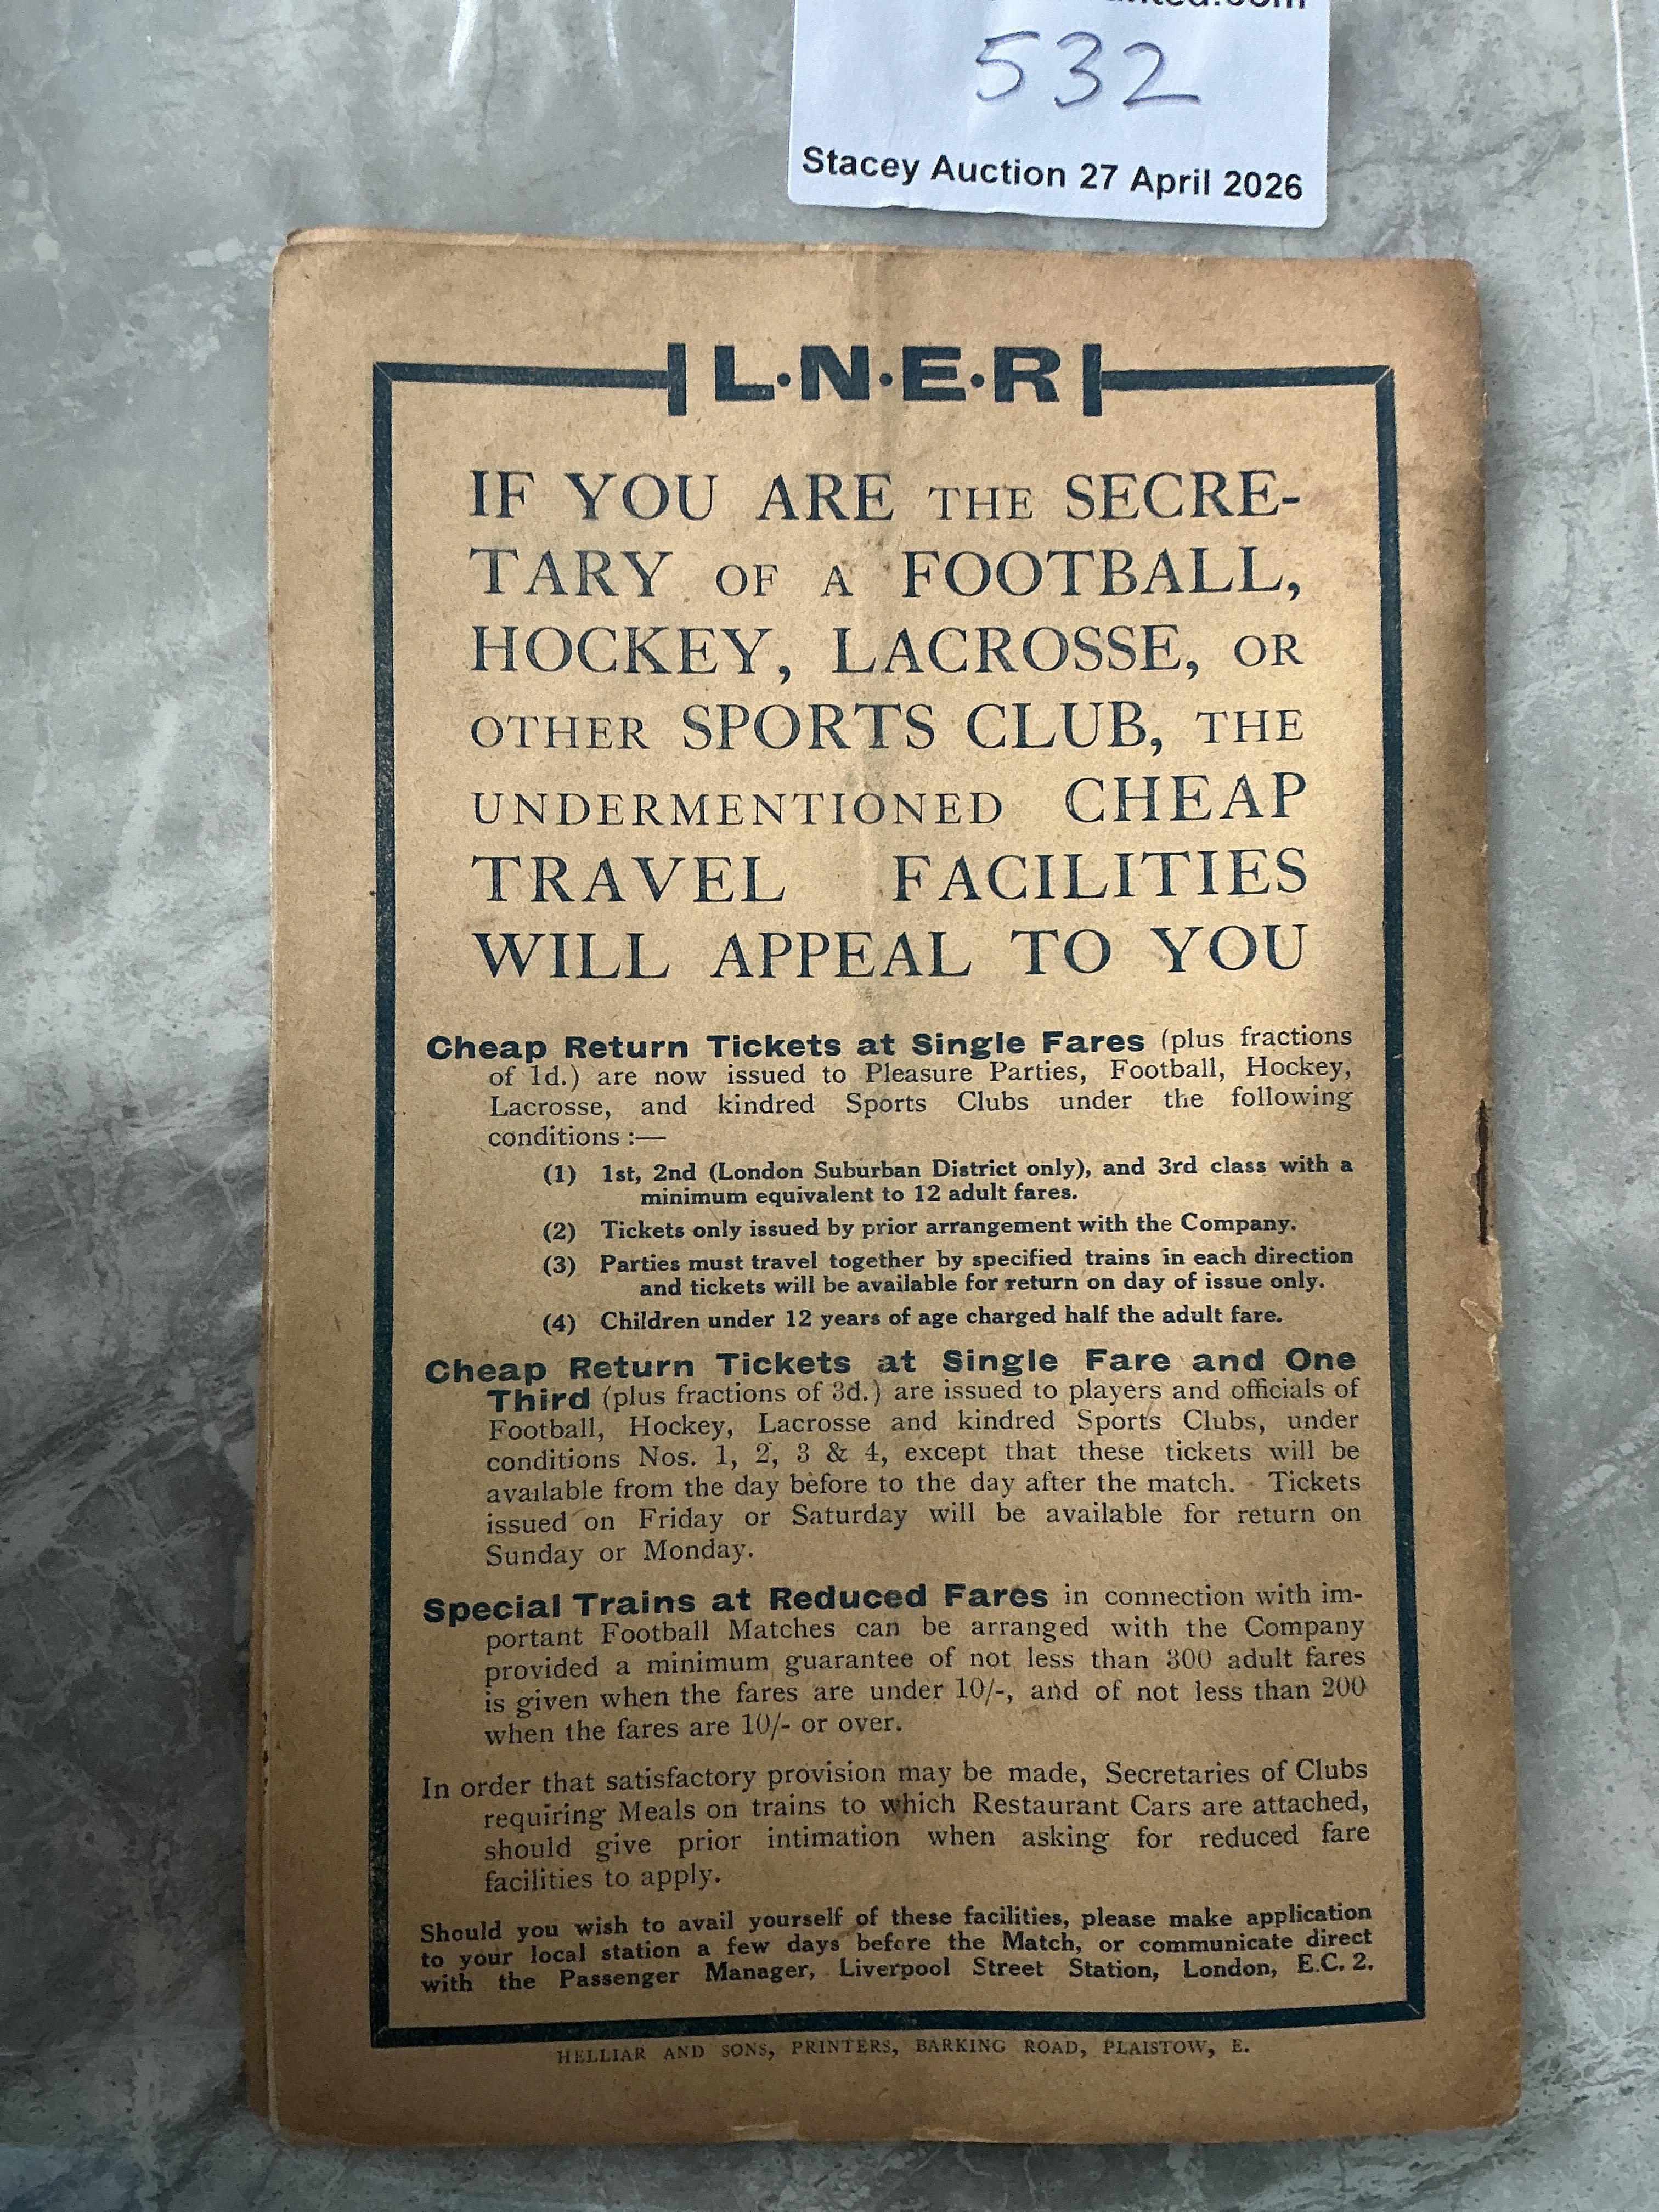 532
Stacey Auction 27 April 2026
L·N·E·R
IF YOU ARE THE SECRE-
TARY OF A FOOTBALL,
HOCKEY, LACROSSE, OR
OTHER SPORTS CLUB, THE
UNDERMENTIONED CHEAP
TRAVEL FACILITIES
WILL APPEAL TO YOU
Cheap Return Tickets at Single Fares (plus fractions
of 1d.) are now issued to Pleasure Parties, Football, Hockey,
Lacrosse, and kindred Sports Clubs under the following
conditions :—
(1) 1st, 2nd (London Suburban District only), and 3rd class with a
minimum equivalent to 12 adult fares.
(2) Tickets only issued by prior arrangement with the Company.
(3) Parties must travel together by specified trains in each direction
and tickets will be available for return on day of issue only.
(4) Children under 12 years of age charged half the adult fare.
Cheap Return Tickets at Single Fare and One
Third (plus fractions of 3d.) are issued to players and officials of
Football, Hockey, Lacrosse and kindred Sports Clubs, under
conditions Nos. 1, 2, 3 & 4, except that these tickets will be
available from the day before to the day after the match. Tickets
issued on Friday or Saturday will be available for return on
Sunday or Monday.
Special Trains at Reduced Fares in connection with im-
portant Football Matches can be arranged with the Company
provided a minimum guarantee of not less than 300 adult fares
is given when the fares are under 10/-, and of not less than 200
when the fares are 10/- or over.
In order that satisfactory provision may be made, Secretaries of Clubs
requiring Meals on trains to which Restaurant Cars are attached,
should give prior intimation when asking for reduced fare
facilities to apply.
Should you wish to avail yourself of these facilities, please make application
to your local station a few days before the Match, or communicate direct
with the Passenger Manager, Liverpool Street Station, London, E.C. 2.
HELLIAR AND SONS, PRINTERS, BARKING ROAD, PLAISTOW, E.